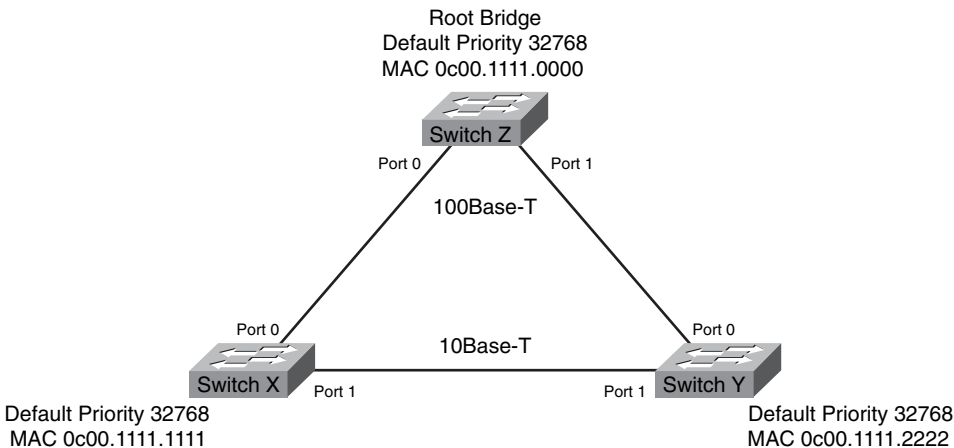 Root Bridge
Default Priority 32768
MAC 0c00.1111.0000
Switch Z
Port 0
Port 1
100Base-T
Port 0
Port 0
10Base-T
Switch X
Port 1
Port 1
Switch Y
Default Priority 32768
MAC 0c00.1111.1111
Default Priority 32768
MAC 0c00.1111.2222